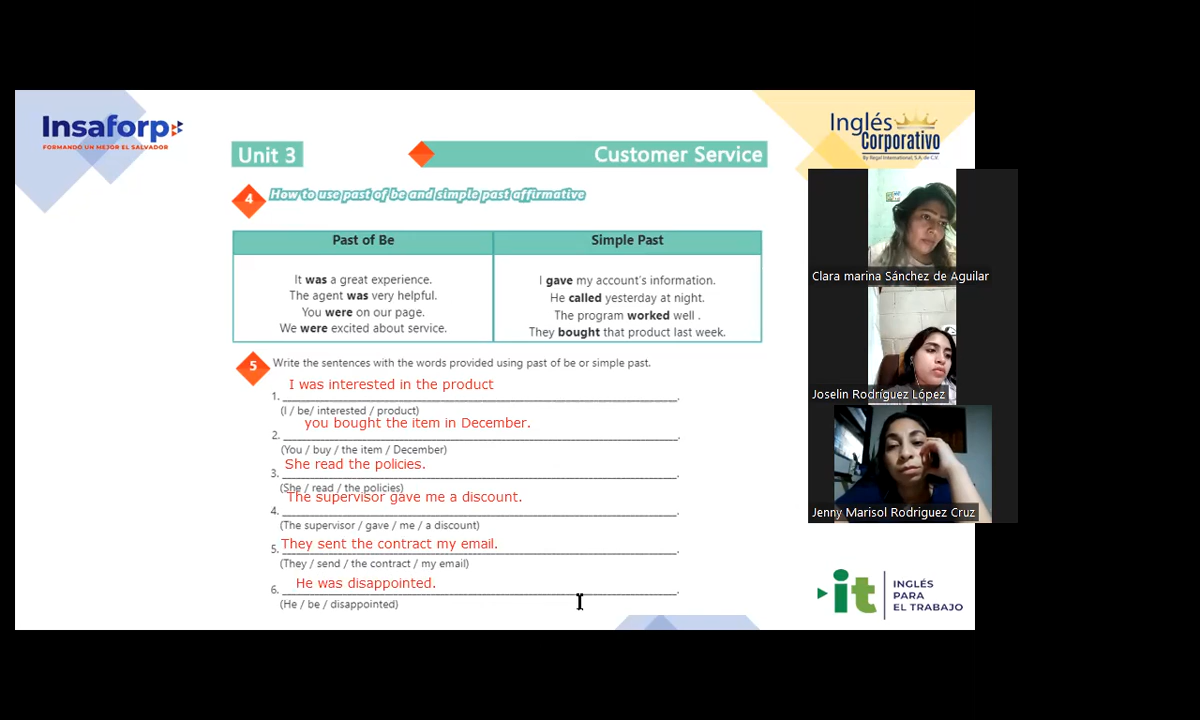 Insaforp
FORMANDO UN MEJOR EL SALVADOR
Inglés
Corporativo
By Regal International, S.A. de C.V.
Unit 3
Customer Service
4
How to use past of be and simple past affirmative
Past of Be
Simple Past
It was a great experience.
The agent was very helpful.
You were on our page.
We were excited about service.
I gave my account's information.
He called yesterday at night.
The program worked well .
They bought that product last week.
5
Write the sentences with the words provided using past of be or simple past.
I was interested in the product
1. ______________________________.
(I / be/ interested / product)
you bought the item in December.
2. ______________________________.
(You / buy / the item / December)
She read the policies.
3. ______________________________.
(She / read / the policies)
The supervisor gave me a discount.
4. ______________________________.
(The supervisor / gave / me / a discount)
They sent the contract my email.
5. ______________________________.
(They / send / the contract / my email)
He was disappointed.
6. ______________________________.
(He / be / disappointed)
Clara marina Sánchez de Aguilar
Joselin Rodríguez López
Jenny Marisol Rodriguez Cruz
it
INGLÉS
PARA
EL TRABAJO